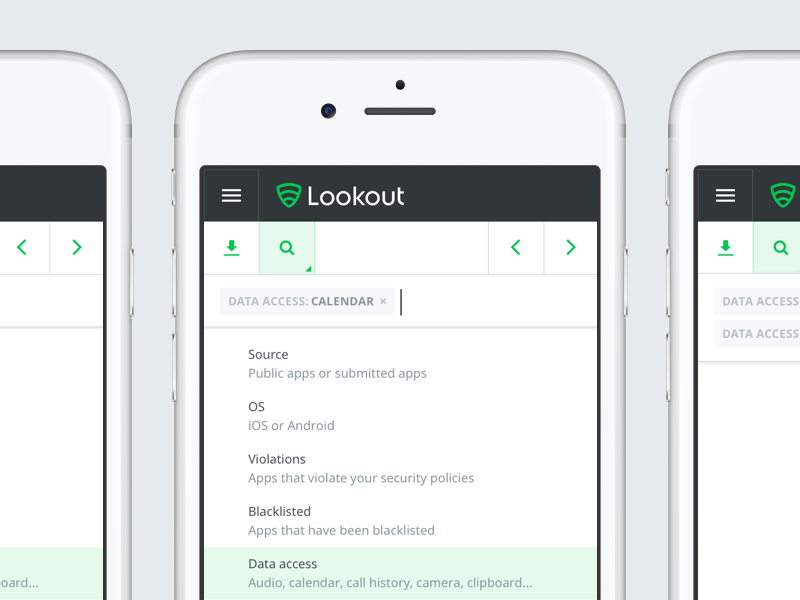 Lookout
DATA ACCESS: CALENDAR ×
Source
Public apps or submitted apps
OS
iOS or Android
Violations
Apps that violate your security policies
Blacklisted
Apps that have been blacklisted
Data access
Audio, calendar, call history, camera, clipboard...
board...
DATA ACCESS
DATA ACCESS